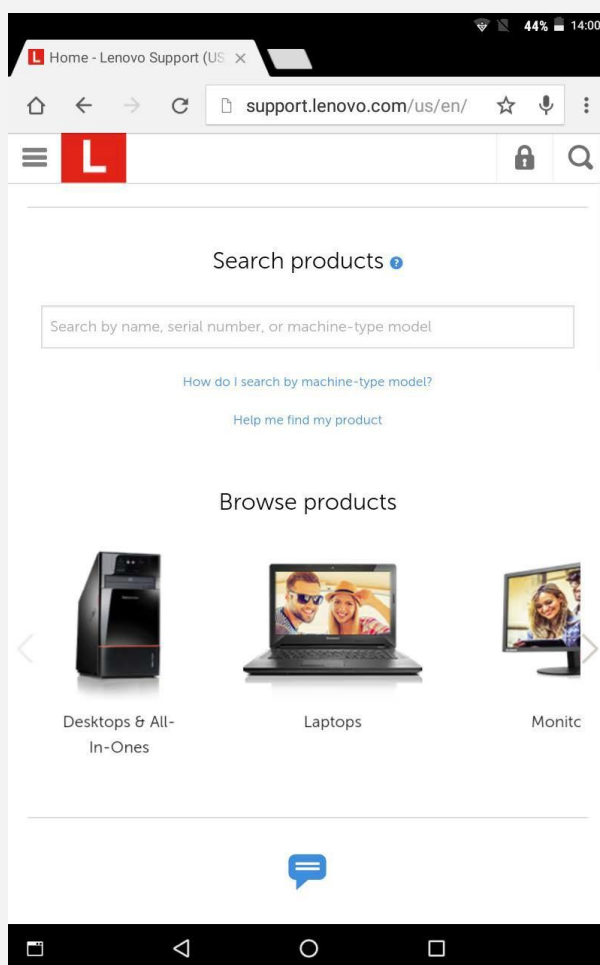 44% 14:00
Home - Lenovo Support (US
support.lenovo.com/us/en/
L
Search products ?
Search by name, serial number, or machine-type model
How do I search by machine-type model?
Help me find my product
Browse products
Desktops & All-
In-Ones
Laptops
Monitc